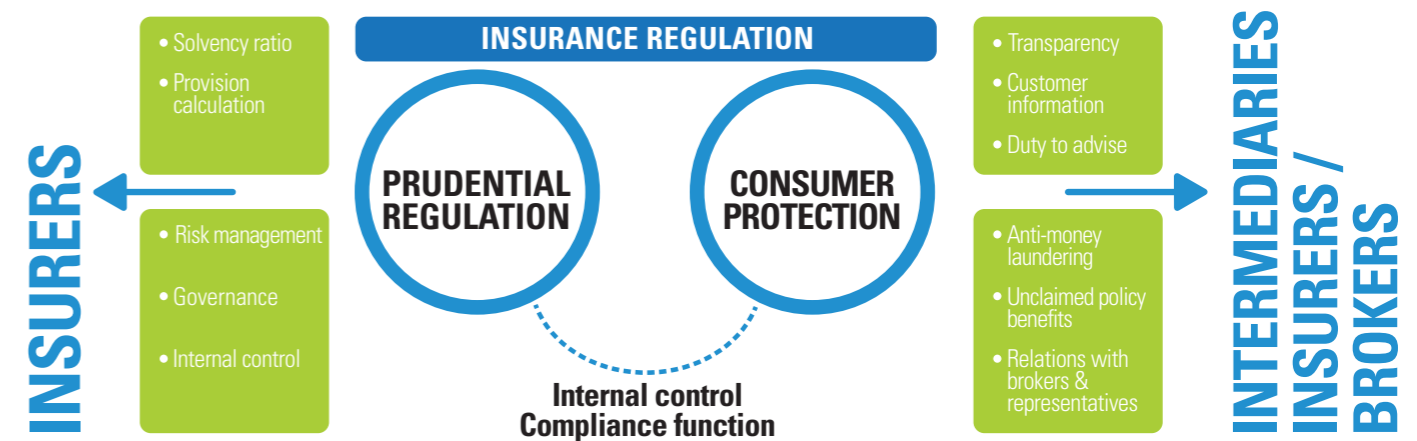 INSURANCE REGULATION
INSURERS
• Solvency ratio
• Provision
calculation
• Risk management
• Governance
• Internal control
PRUDENTIAL
REGULATION
CONSUMER
PROTECTION
Internal control
Compliance function
• Transparency
• Customer
information
• Duty to advise
• Anti-money
laundering
• Unclaimed policy
benefits
• Relations with
brokers &
representatives
INTERMEDIARIES
INSURERS /
BROKERS